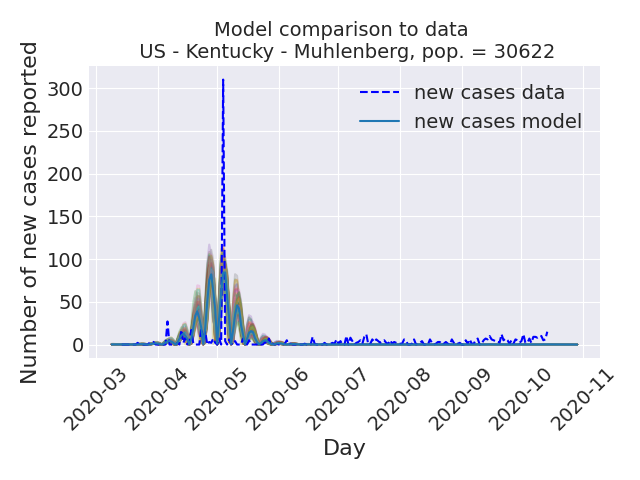 Model comparison to data
US - Kentucky - Muhlenberg, pop. = 30622
Number of new cases reported
300
250
200
150
100
50
0
new cases data
new cases model
2020-03
2020-04
2020-05
2020-06
2020-07
2020-08
2020-09
2020-10
2020-11
Day